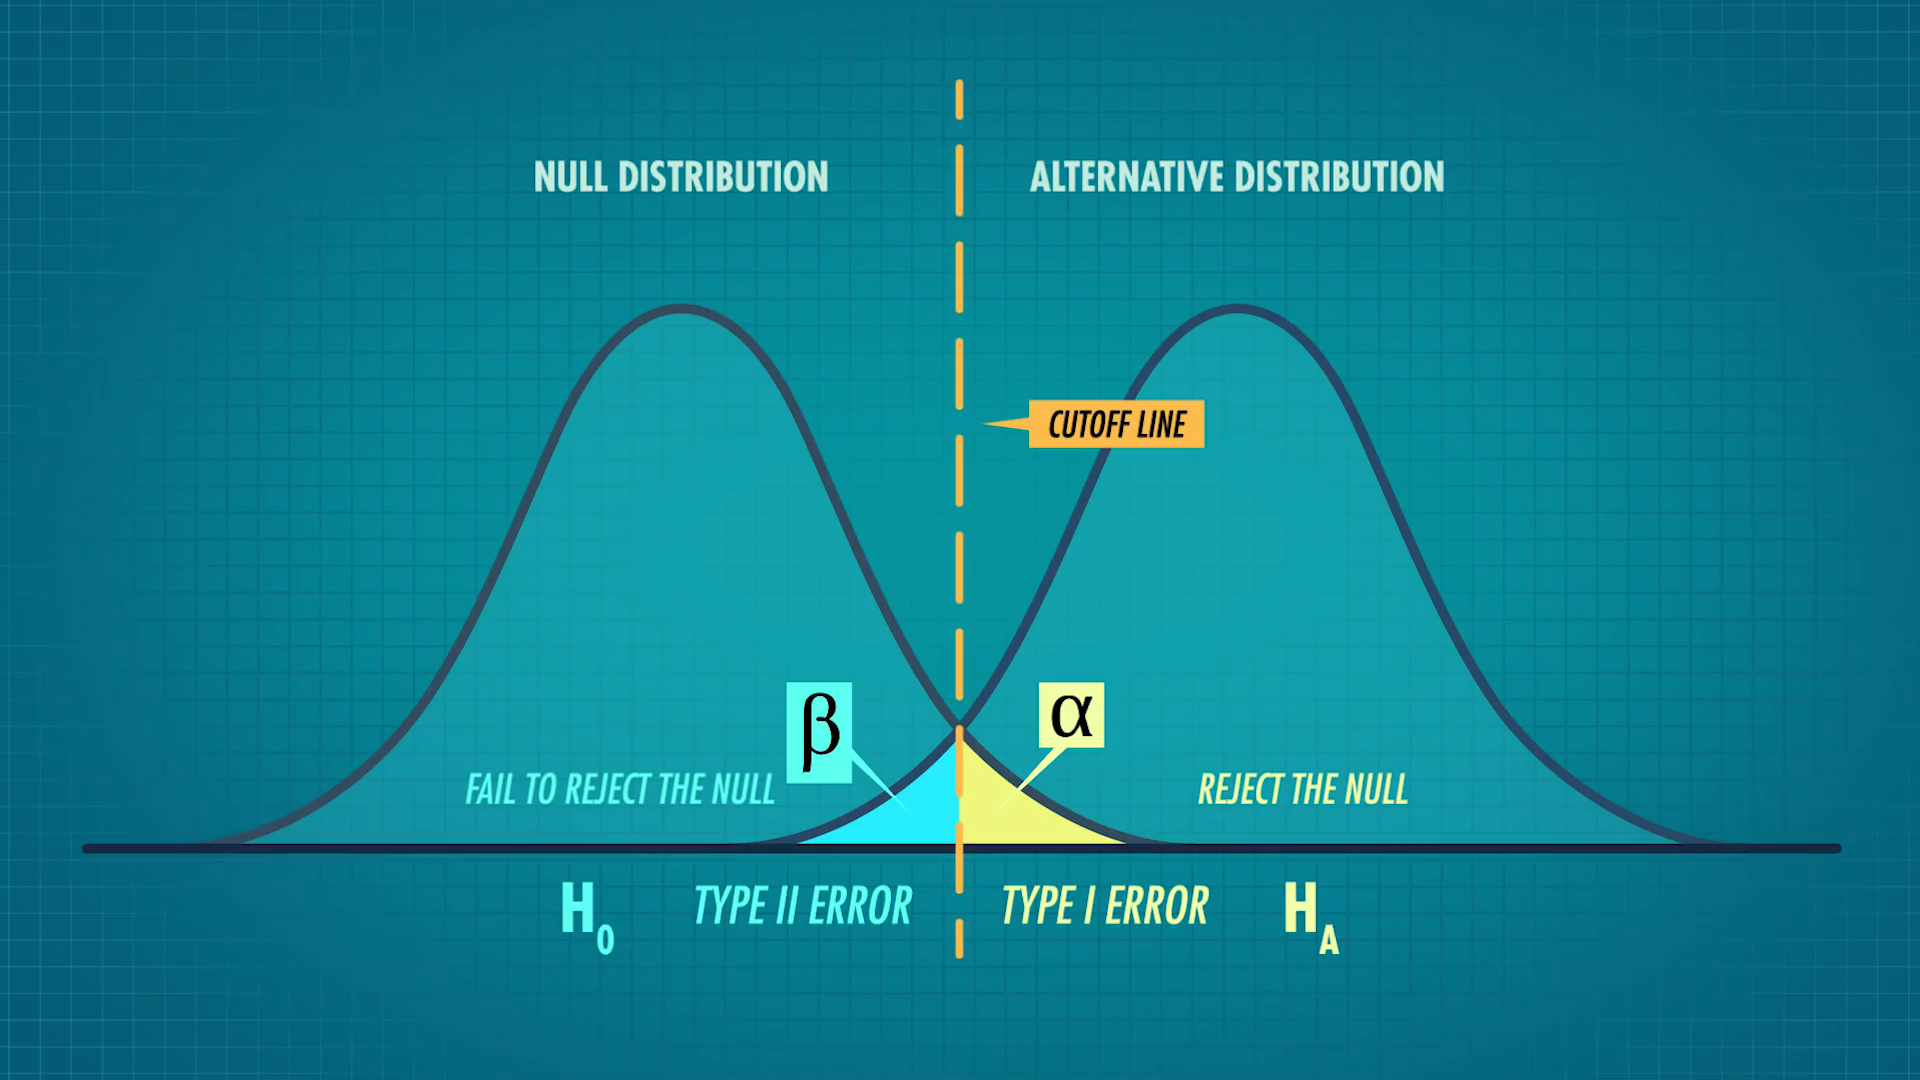 NULL DISTRIBUTION
ALTERNATIVE DISTRIBUTION
CUTOFF LINE
β
α
FAIL TO REJECT THE NULL
REJECT THE NULL
H0
TYPE II ERROR
TYPE I ERROR
HA